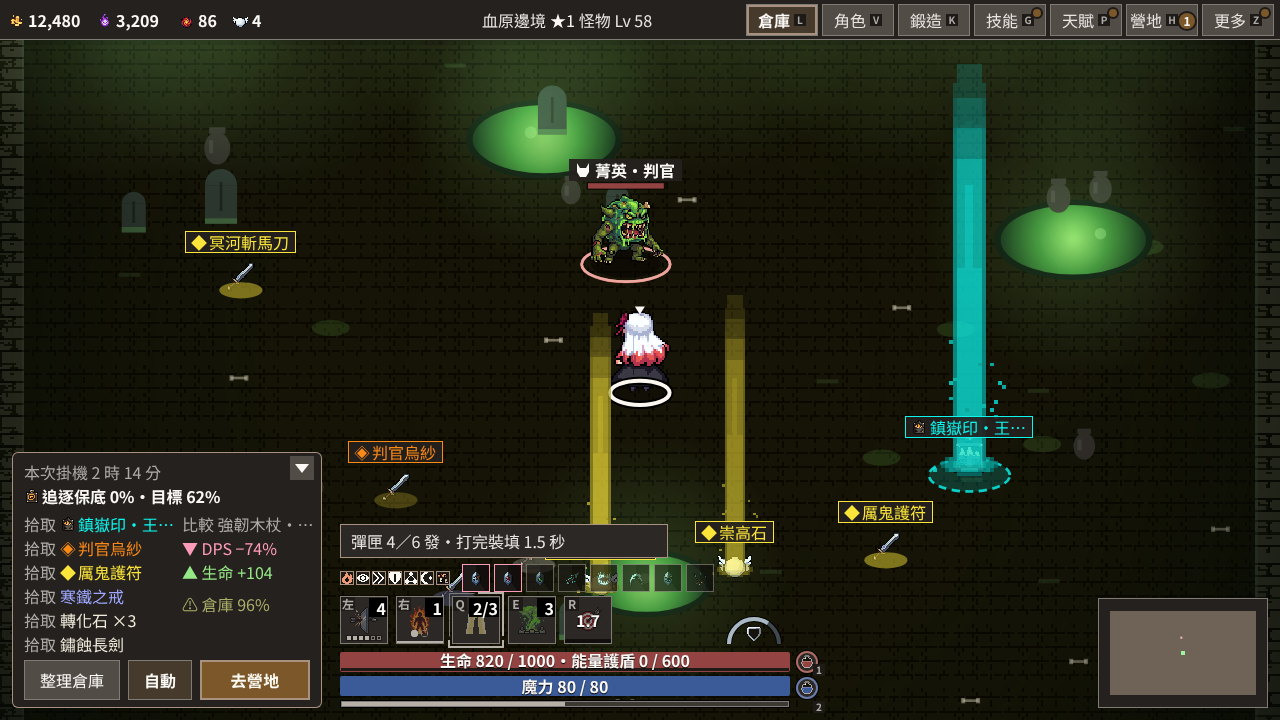 12,480 3,209 86 4
血原邊境 ★1 怪物 Lv 58
倉庫 L
角色 V
鍛造 K
技能 G
天賦 P
營地 H 1
更多 Z
菁英・判官
冥河斬馬刀
鎮嶽印・王…
判官烏紗
厲鬼護符
崇高石
本次掛機 2 時 14 分
追逐保底 0%・目標 62%
拾取 鎮嶽印・王… 比較 強韌木杖・…
拾取 判官烏紗 ▼ DPS −74%
拾取 厲鬼護符 ▲ 生命 +104
拾取 寒鐵之戒
倉庫 96%
拾取 轉化石 ×3
拾取 鏽蝕長劍
整理倉庫
自動
去營地
彈匣 4／6 發・打完裝填 1.5 秒
左 4
右 1
Q 2/3
E 3
R 1.7
生命 820 / 1000・能量護盾 0 / 600
1
魔力 80 / 80
2